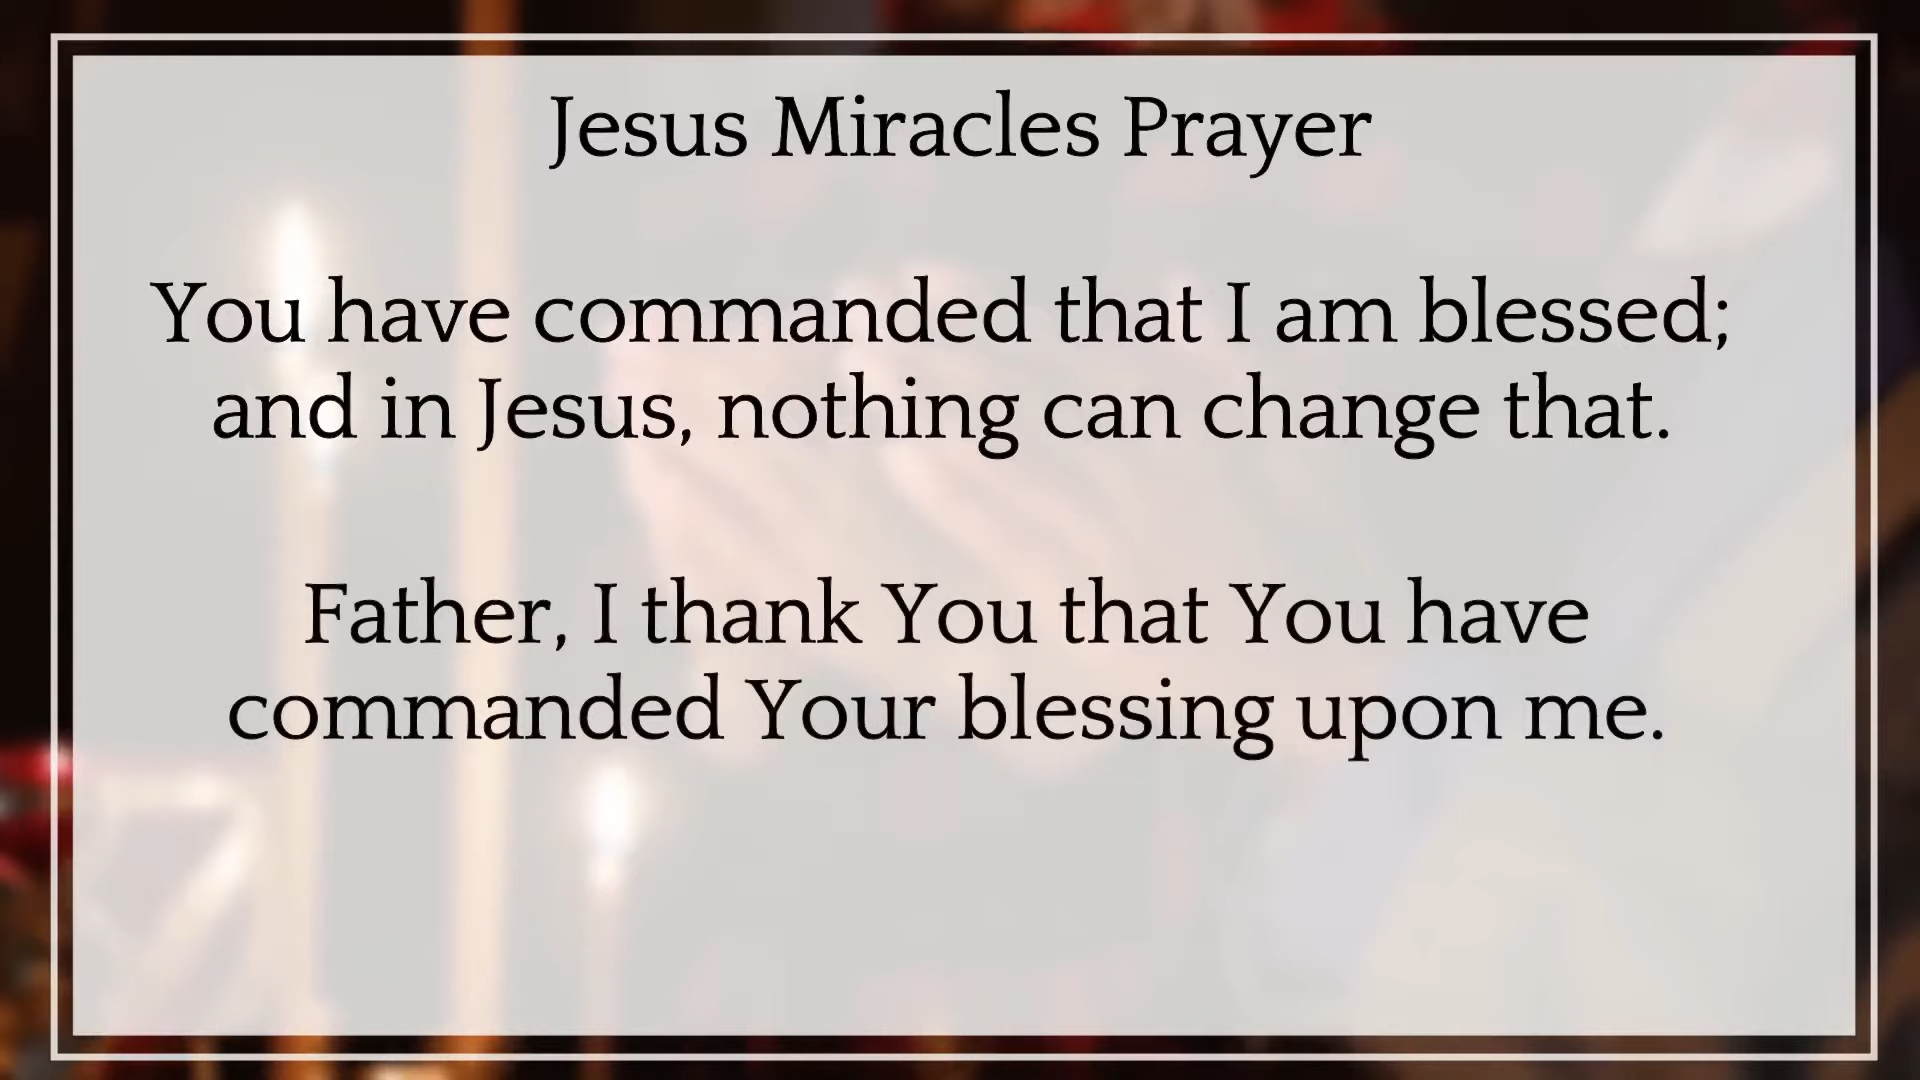 Jesus Miracles Prayer
You have commanded that I am blessed;
and in Jesus, nothing can change that.
Father, I thank You that You have
commanded Your blessing upon me.